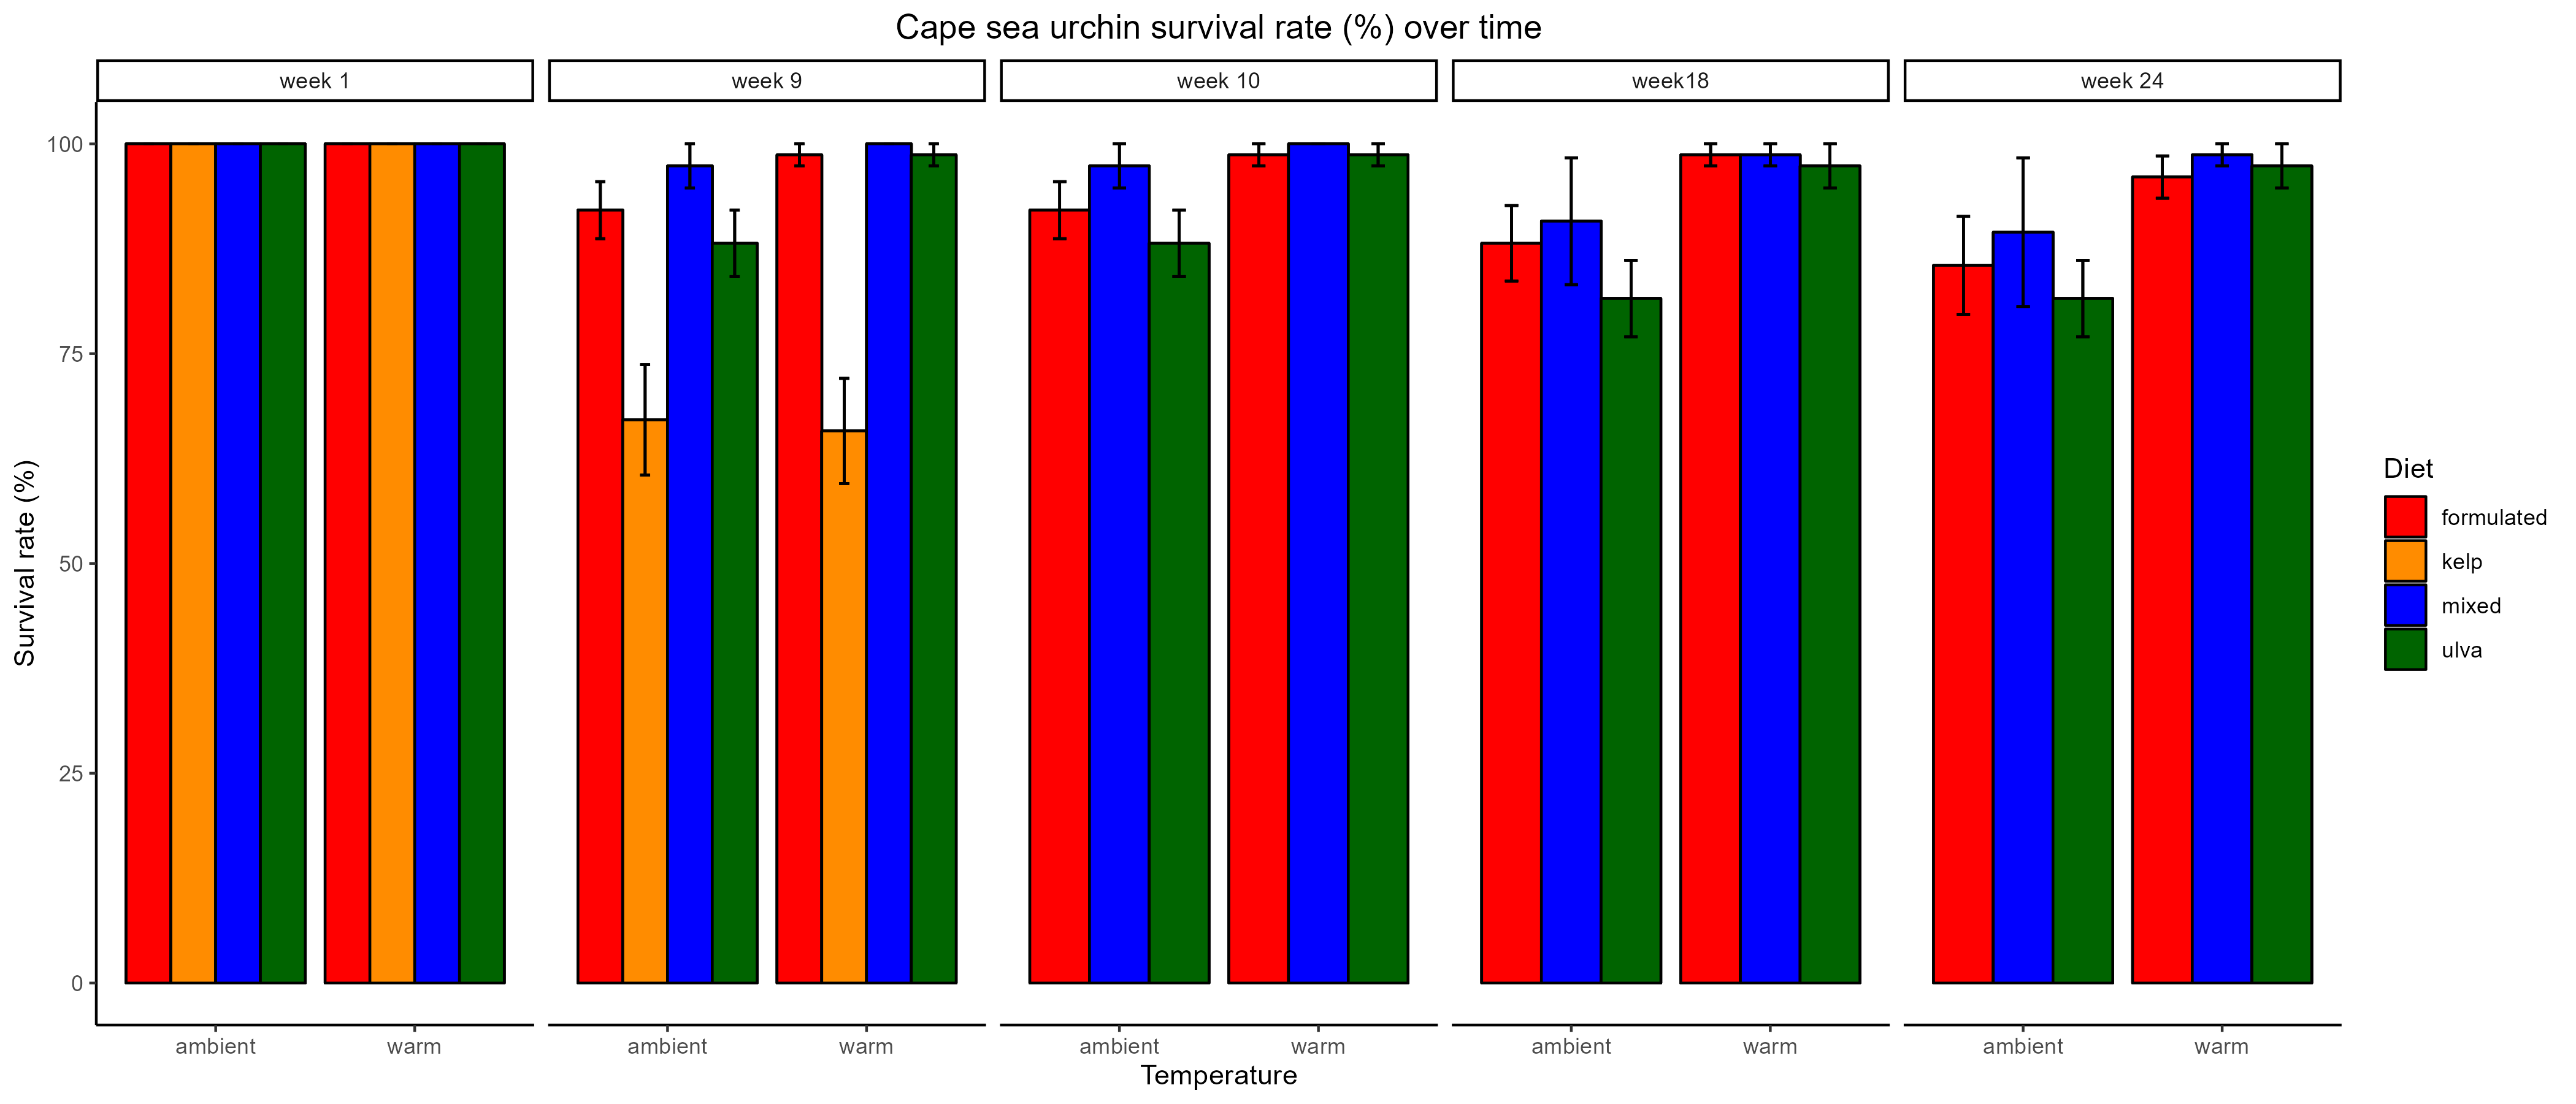 Cape sea urchin survival rate (%) over time
week 1
week 9
week 10
week18
week 24
Survival rate (%)
100
75
50
25
0
ambient
warm
ambient
warm
ambient
warm
ambient
warm
ambient
warm
Temperature
Diet
formulated
kelp
mixed
ulva